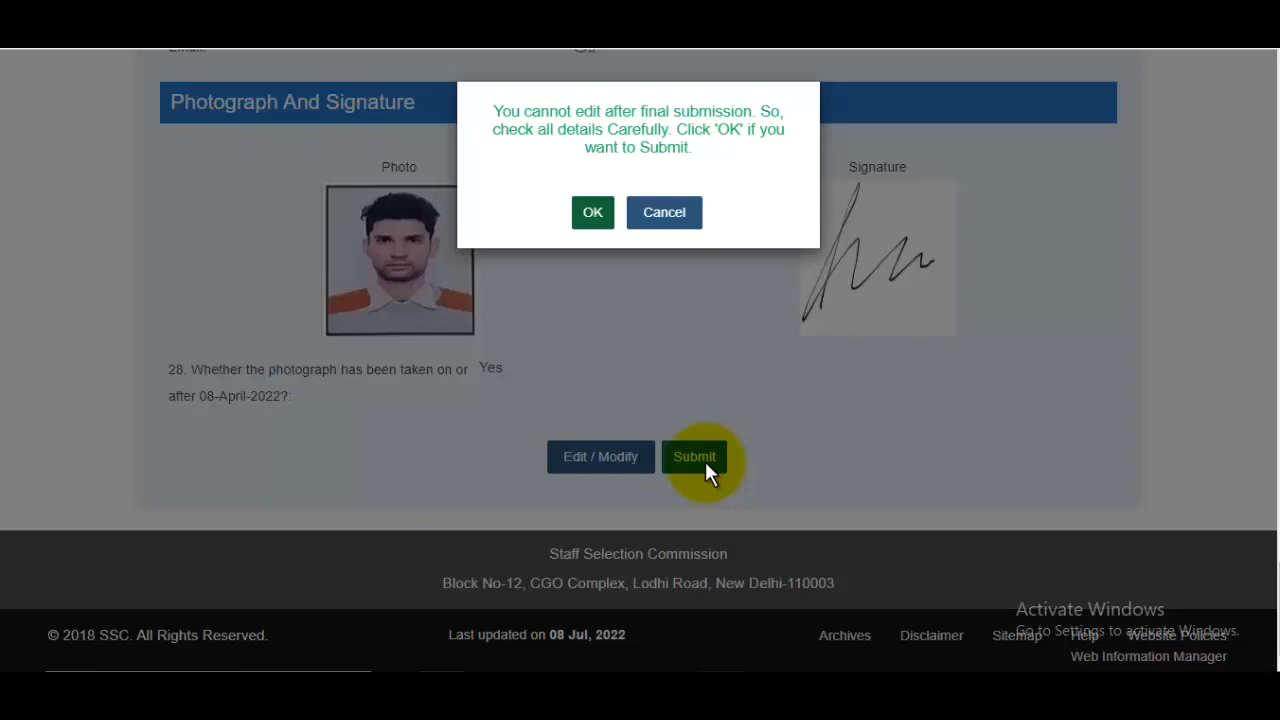 Photograph And Signature
You cannot edit after final submission. So,
check all details Carefully. Click 'OK' if you
want to Submit.
OK
Cancel
Photo
Signature
28. Whether the photograph has been taken on or
after 08-April-2022?:
Yes
Edit / Modify
Submit
Staff Selection Commission
Block No-12, CGO Complex, Lodhi Road, New Delhi-110003
Activate Windows
Go to Settings to activate Windows.
© 2018 SSC. All Rights Reserved.
Last updated on 08 Jul, 2022
Archives
Disclaimer
Sitemap
Help
Website Policies
Web Information Manager